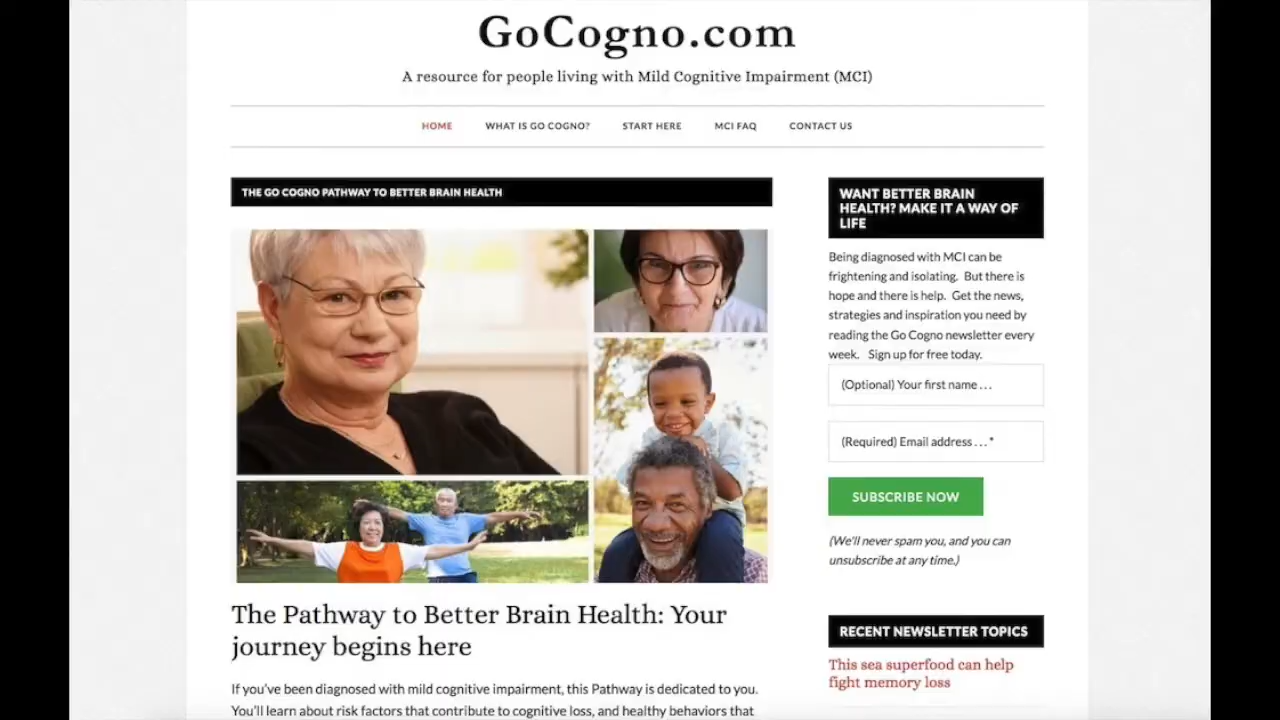 GoCogno.com
A resource for people living with Mild Cognitive Impairment (MCI)
HOME
WHAT IS GO COGNO?
START HERE
MCI FAQ
CONTACT US
THE GO COGNO PATHWAY TO BETTER BRAIN HEALTH
The Pathway to Better Brain Health: Your
journey begins here
If you've been diagnosed with mild cognitive impairment, this Pathway is dedicated to you.
You'll learn about risk factors that contribute to cognitive loss, and healthy behaviors that
WANT BETTER BRAIN
HEALTH? MAKE IT A WAY OF
LIFE
Being diagnosed with MCI can be
frightening and isolating.  But there is
hope and there is help.  Get the news,
strategies and inspiration you need by
reading the Go Cogno newsletter every
week.   Sign up for free today.
(Optional) Your first name . . .
(Required) Email address . . . *
SUBSCRIBE NOW
(We'll never spam you, and you can
unsubscribe at any time.)
RECENT NEWSLETTER TOPICS
This sea superfood can help
fight memory loss